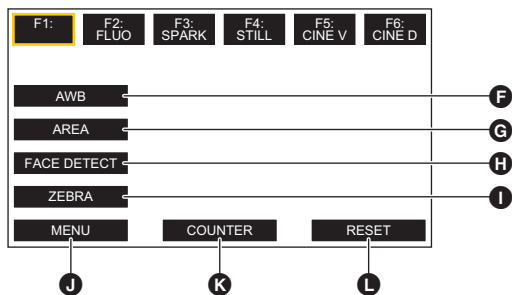 F1:
F2:
FLUO
F3:
SPARK
F4:
STILL
F5:
CINE V
F6:
CINE D
AWB
F
AREA
G
FACE DETECT
H
ZEBRA
I
MENU
COUNTER
RESET
J
K
L